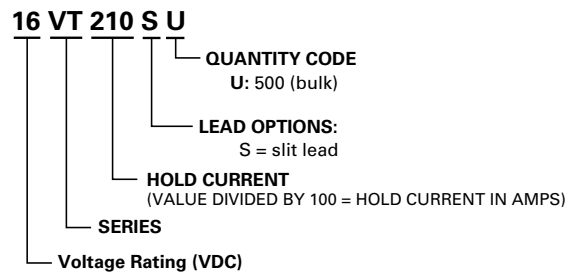 16 VT 210 S U
QUANTITY CODE
U: 500 (bulk)
LEAD OPTIONS:
S = slit lead
HOLD CURRENT
(VALUE DIVIDED BY 100 = HOLD CURRENT IN AMPS)
SERIES
Voltage Rating (VDC)